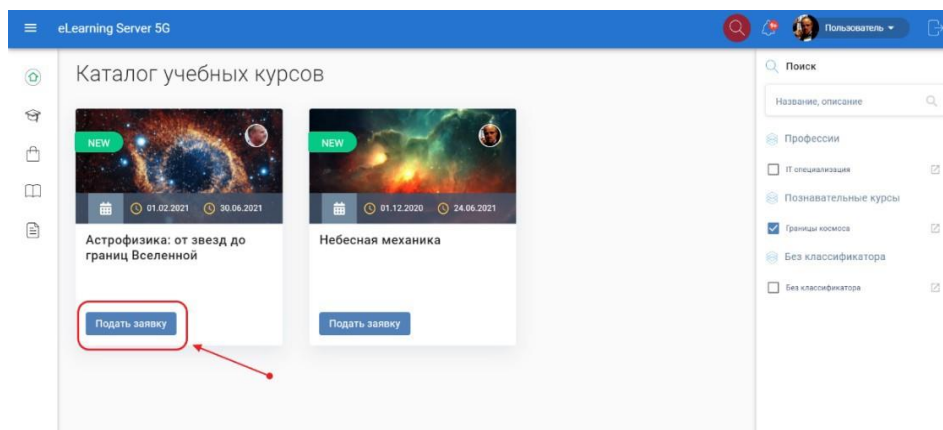 eLearning Server 5G
Пользователь
Каталог учебных курсов
NEW
01.02.2021 30.06.2021
Астрофизика: от звезд до
границ Вселенной
Подать заявку
NEW
01.12.2020 24.06.2021
Небесная механика
Подать заявку
Поиск
Название, описание
Профессии
IT специализация
Познавательные курсы
Границы космоса
Без классификатора
Без классификатора